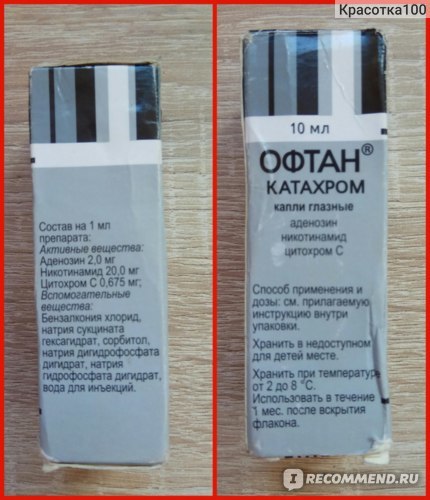 Красотка100
Состав на 1 мл
препарата:
Активные вещества:
Аденозин 2,0 мг
Никотинамид 20,0 мг
Цитохром С 0,675 мг;
Вспомогательные
вещества:
Бензалкония хлорид,
натрия сукцината
гексагидрат, сорбитол,
натрия дигидрофосфата
дигидрат, натрия
гидрофосфата дигидрат,
вода для инъекций.
10 мл
ОФТАН®
КАТАХРОМ
капли глазные
аденозин
никотинамид
цитохром С
Способ применения и
дозы: см. прилагаемую
инструкцию внутри
упаковки.
Хранить в недоступном
для детей месте.
Хранить при температур
от 2 до 8 °С.
Использовать в течение
1 мес. после вскрытия
флакона.
I RECOMMEND.RU